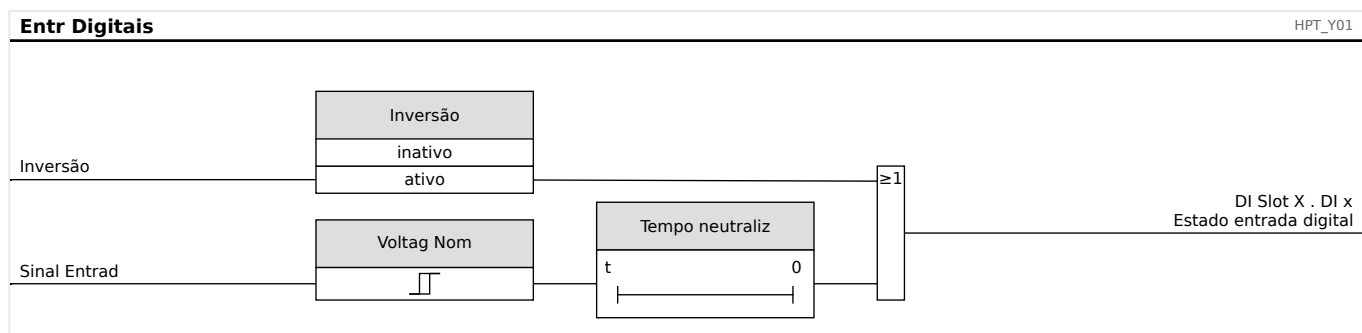 Entr Digitais
HPT_Y01
Inversão
inativo
Inversão
ativo
≥1
DI Slot X . DI x
Estado entrada digital
Tempo neutraliz
Voltag Nom
Sinal Entrad
t 0